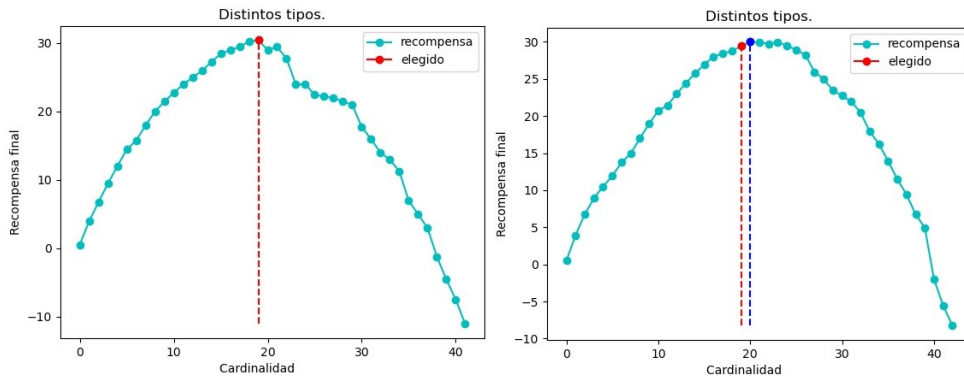 Distintos tipos.
recompensa
elegido
Recompensa final
30
20
10
0
−10
0
10
20
30
40
Cardinalidad
Distintos tipos.
recompensa
elegido
Recompensa final
30
25
20
15
10
5
0
−5
−10
0
10
20
30
40
Cardinalidad